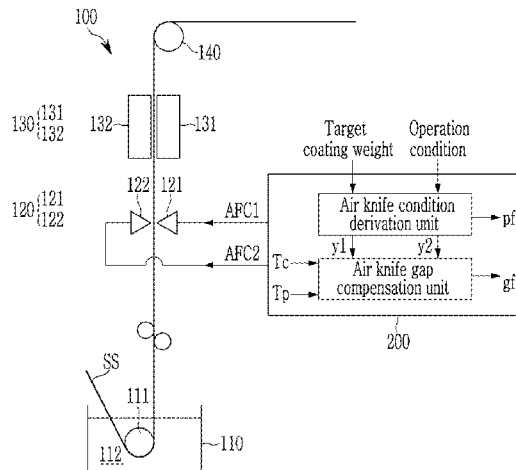 100
140
130 { 131
132
132
131
120 { 121
122
122
121
AFC1
AFC2
Target
coating weight
Operation
condition
Air knife condition
derivation unit
pf
y1
y2
Tc
Tp
Air knife gap
compensation unit
gf
200
SS
111
112
110